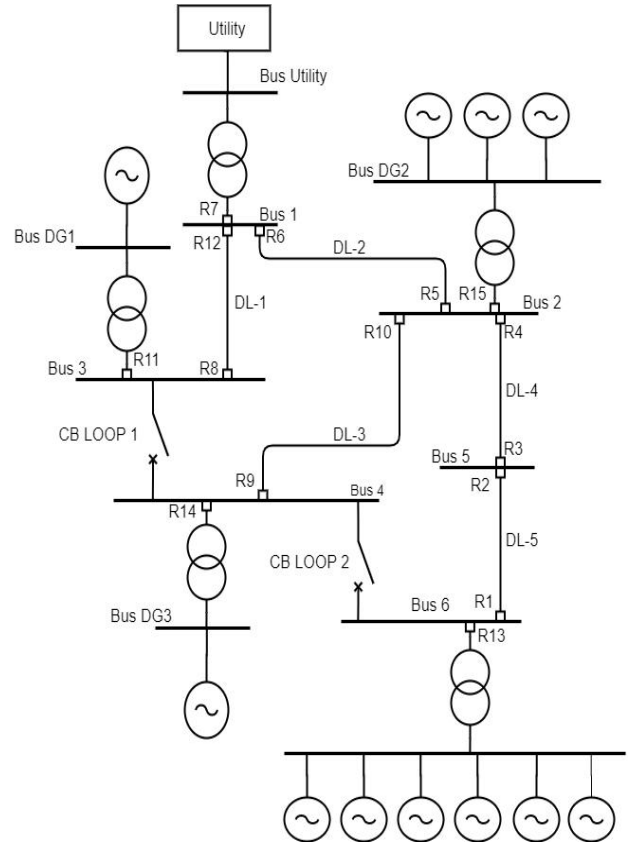 Utility
Bus Utility
Bus DG2
R7
Bus 1
R12
R6
Bus DG1
DL-2
R5
R15
Bus 2
DL-1
R10
R4
R11
Bus 3
R8
DL-4
CB LOOP 1
DL-3
Bus 5
R3
R9
R2
Bus 4
R14
DL-5
CB LOOP 2
Bus 6
R1
Bus DG3
R13